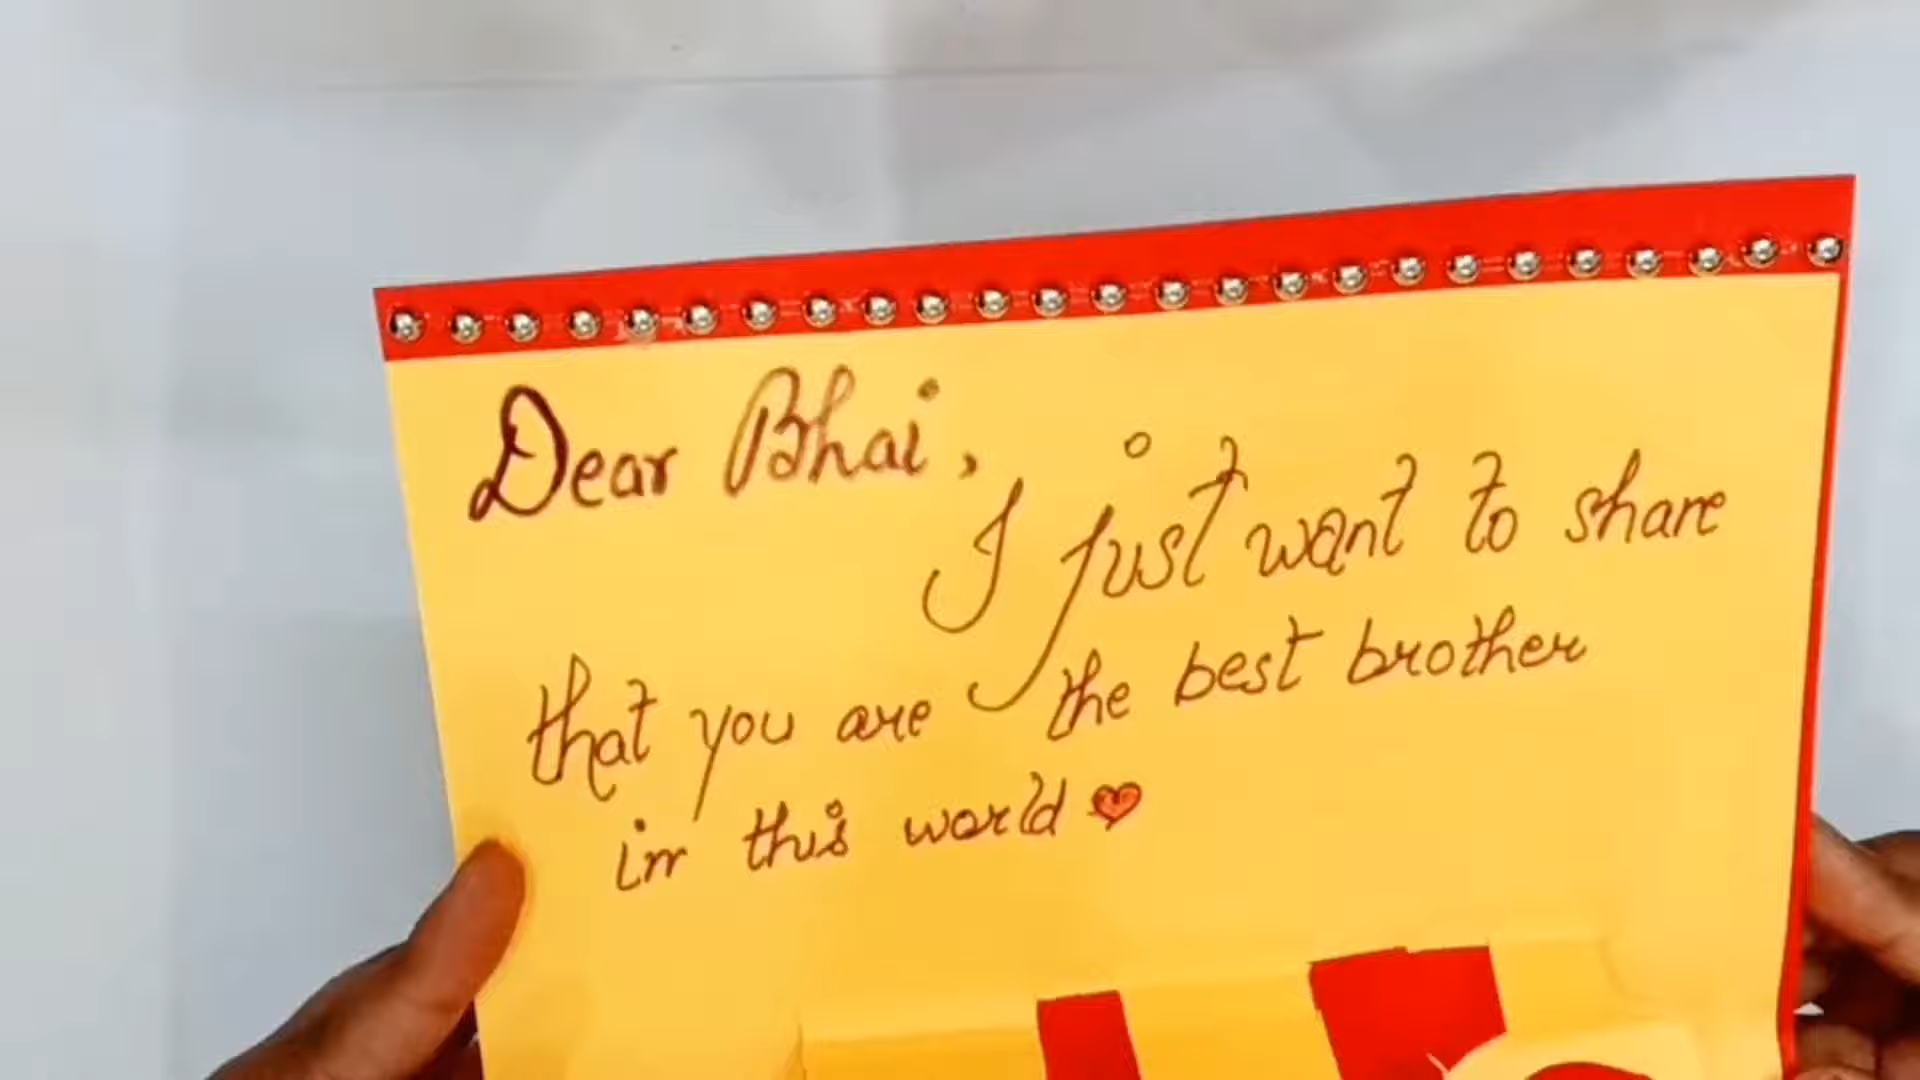 Dear Bhai,
I just want to share
that you are the best brother
in this world ❤